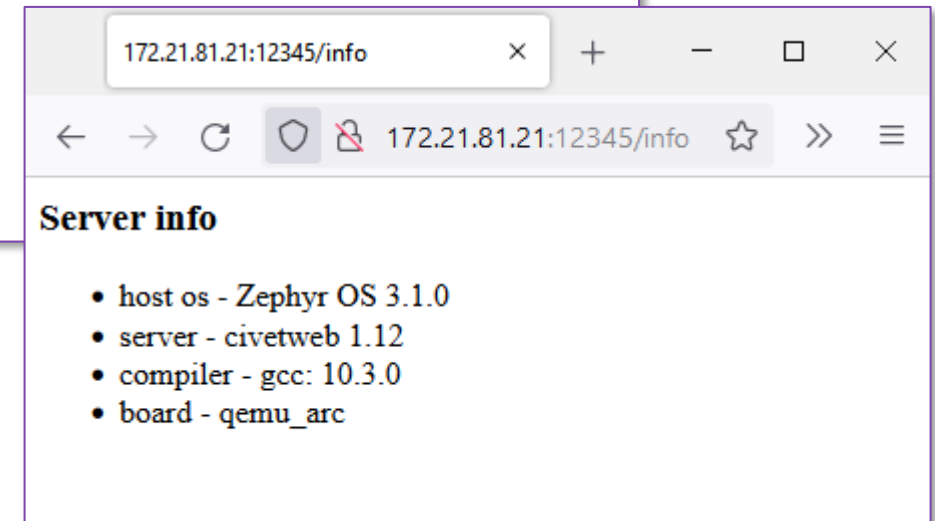 172.21.81.21:12345/info
172.21.81.21:12345/info
Server info
• host os - Zephyr OS 3.1.0
• server - civetweb 1.12
• compiler - gcc: 10.3.0
• board - qemu_arc